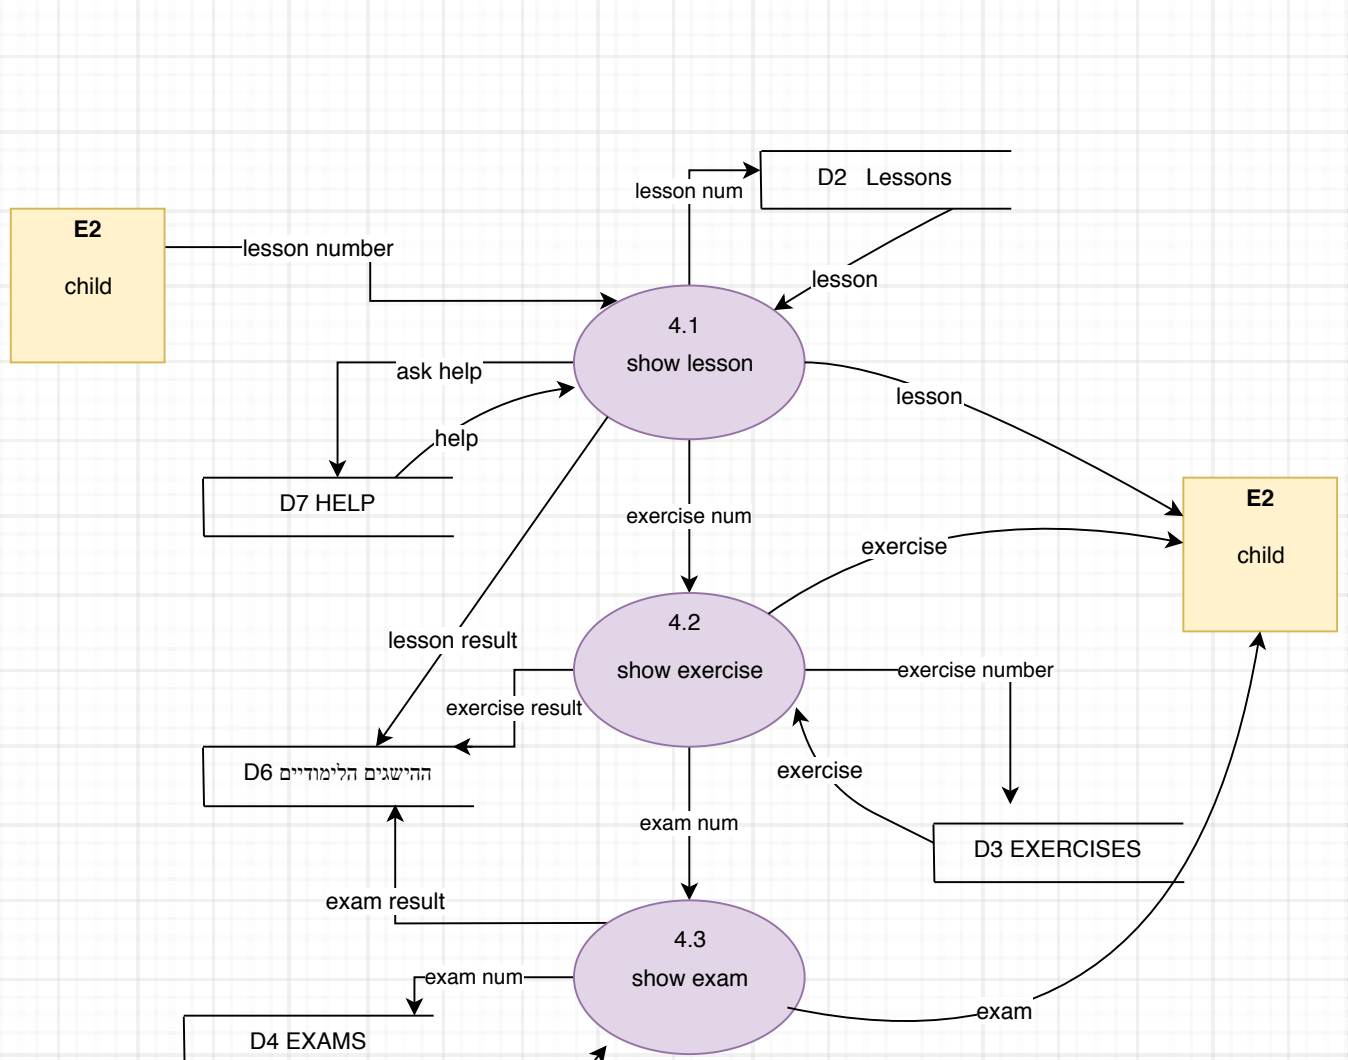 D2 Lessons
lesson num
E2
lesson number
child
lesson
4.1
show lesson
ask help
lesson
help
D7 HELP
E2
exercise num
exercise
child
4.2
lesson result
show exercise
exercise number
exercise result
D6 ההישגים הלימודיים
exercise
exam num
D3 EXERCISES
exam result
4.3
show exam
exam num
exam
D4 EXAMS